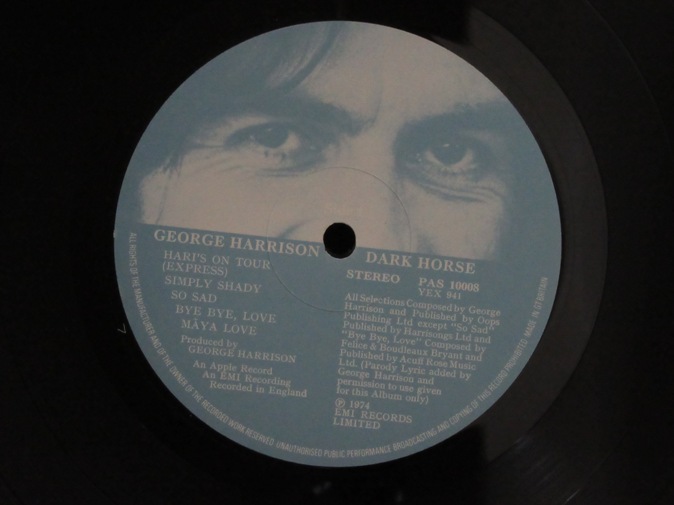 GEORGE HARRISON
HARI'S ON TOUR
(EXPRESS)
SIMPLY SHADY
SO SAD
BYE BYE, LOVE
MĀYA LOVE
Produced by
GEORGE HARRISON
An Apple Record
An EMI Recording
Recorded in England
DARK HORSE
STEREO PAS 10008
YEX 941
All Selections Composed by George
Harrison and Published by Oops
Publishing Ltd except "So Sad"
Published by Harrisongs Ltd and
"Bye Bye, Love" Composed by
Felice & Boudleaux Bryant and
Published by Acuff Rose Music
Ltd. (Parody Lyric added by
George Harrison and
permission to use given
for this Album only)
℗ 1974
EMI RECORDS
LIMITED
ALL RIGHTS OF THE MANUFACTURER AND OF THE OWNER OF THE RECORDED WORK RESERVED. UNAUTHORISED PUBLIC PERFORMANCE BROADCASTING AND COPYING OF THIS RECORD PROHIBITED. MADE IN GT BRITAIN